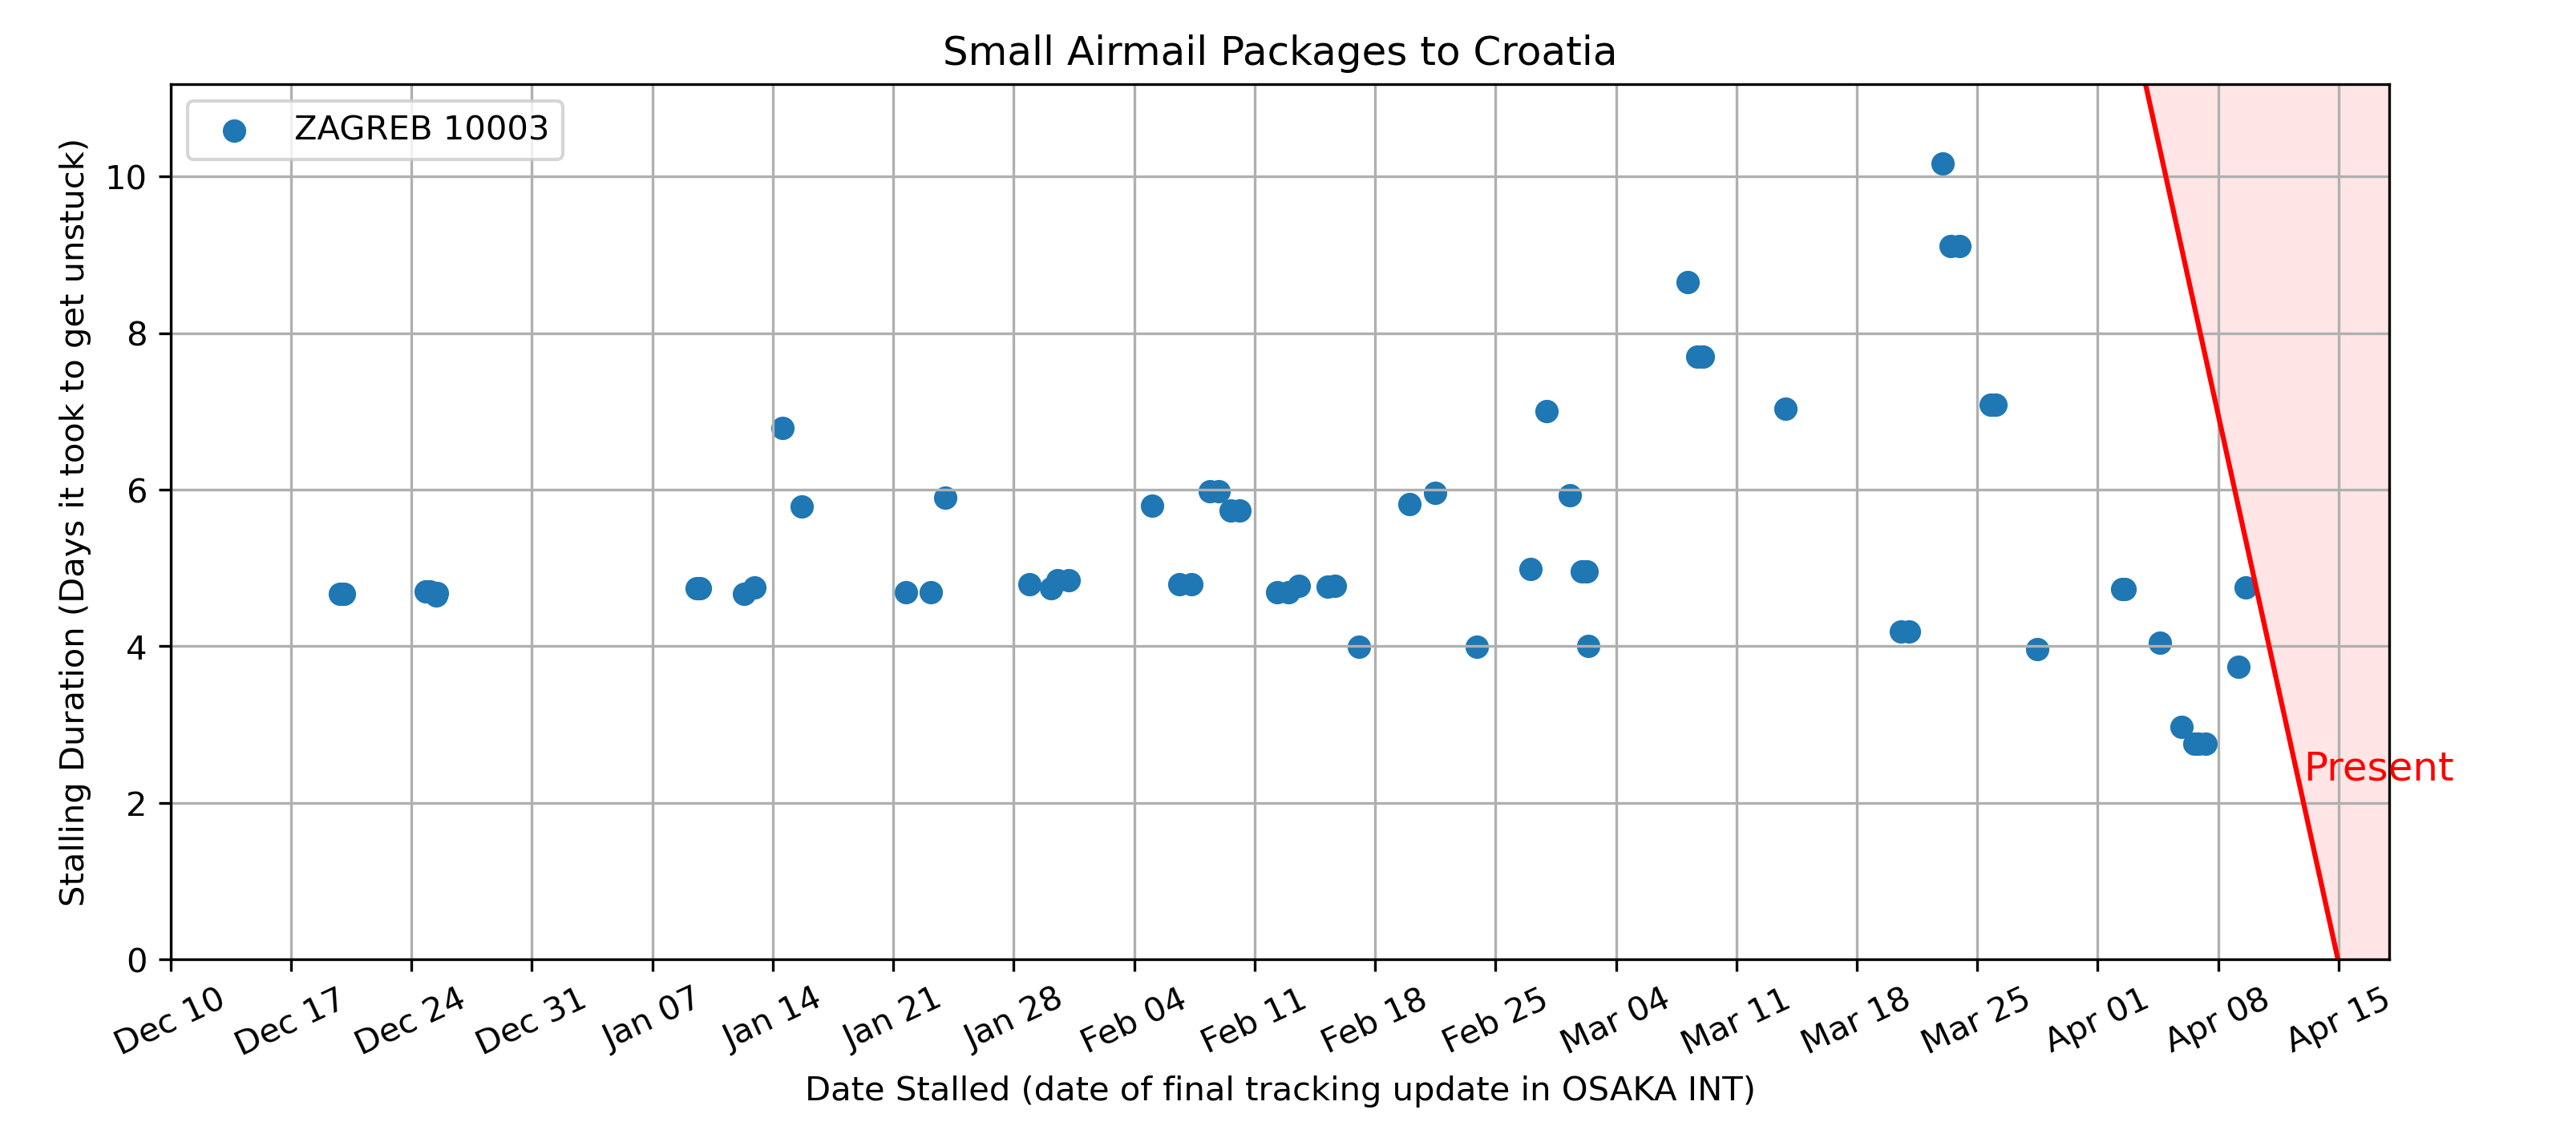 Small Airmail Packages to Croatia
ZAGREB 10003
Stalling Duration (Days it took to get unstuck)
10
8
6
4
2
0
Present
Dec 10
Dec 17
Dec 24
Dec 31
Jan 07
Jan 14
Jan 21
Jan 28
Feb 04
Feb 11
Feb 18
Feb 25
Mar 04
Mar 11
Mar 18
Mar 25
Apr 01
Apr 08
Apr 15
Date Stalled (date of final tracking update in OSAKA INT)